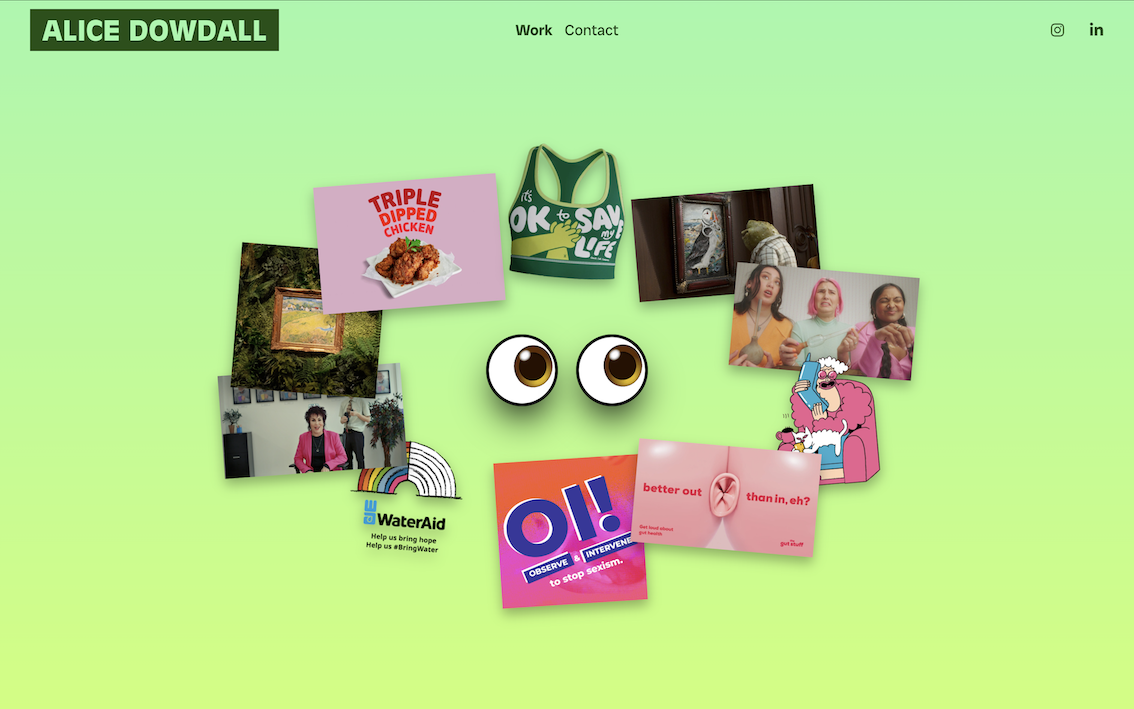 ALICE DOWDALL
Work
Contact
in
TRIPLE
DIPPED
CHICKEN
it's
OK to SAVE
my
LIFE
WaterAid
Help us bring hope
Help us #BringWater
OI!
OBSERVE & INTERVENE
to stop sexism.
better out than in, eh?
Get loud about
gut health
the
gut stuff